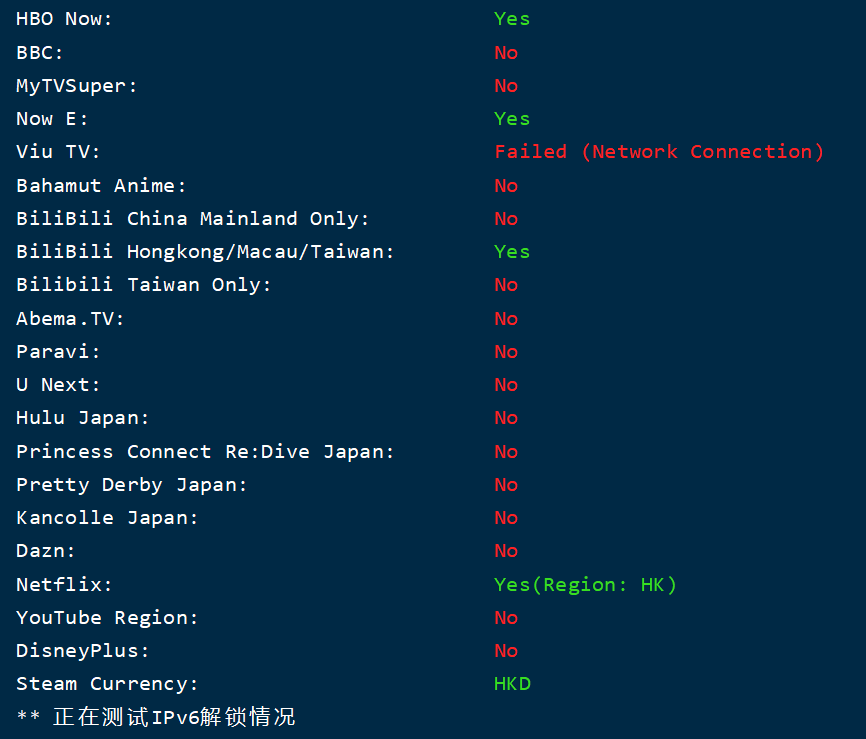 HBO Now: Yes
BBC: No
MyTVSuper: No
Now E: Yes
Viu TV: Failed (Network Connection)
Bahamut Anime: No
BiliBili China Mainland Only: No
BiliBili Hongkong/Macau/Taiwan: Yes
Bilibili Taiwan Only: No
Abema.TV: No
Paravi: No
U Next: No
Hulu Japan: No
Princess Connect Re:Dive Japan: No
Pretty Derby Japan: No
Kancolle Japan: No
Dazn: No
Netflix: Yes(Region: HK)
YouTube Region: No
DisneyPlus: No
Steam Currency: HKD
** 正在测试IPv6解锁情况